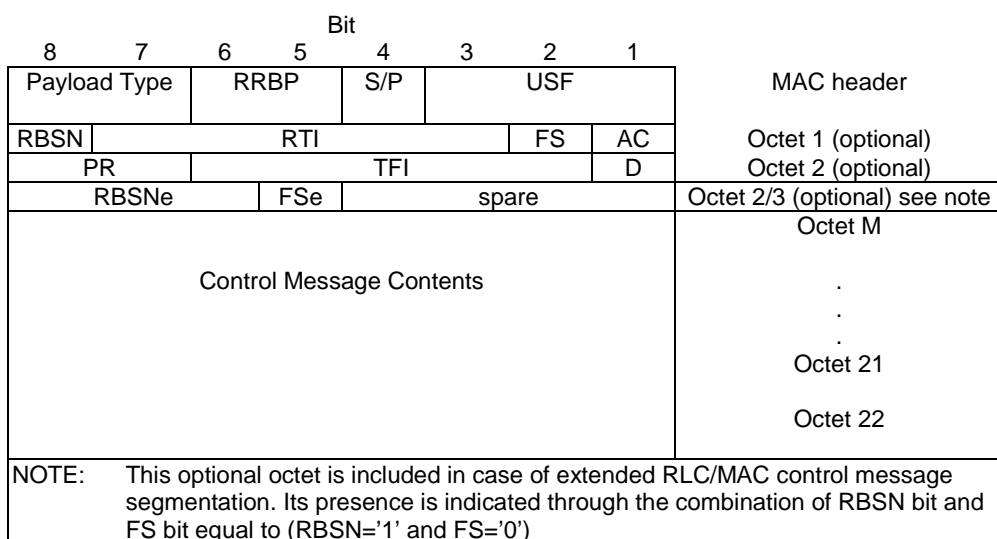 Bit
8 7 6 5 4 3 2 1
Payload Type RRBP S/P USF MAC header
RBSN RTI FS AC Octet 1 (optional)
PR TFI D Octet 2 (optional)
RBSNe FSe spare Octet 2/3 (optional) see note
Octet M
Control Message Contents .
.
.
Octet 21
Octet 22
NOTE: This optional octet is included in case of extended RLC/MAC control message
segmentation. Its presence is indicated through the combination of RBSN bit and
FS bit equal to (RBSN='1' and FS='0')